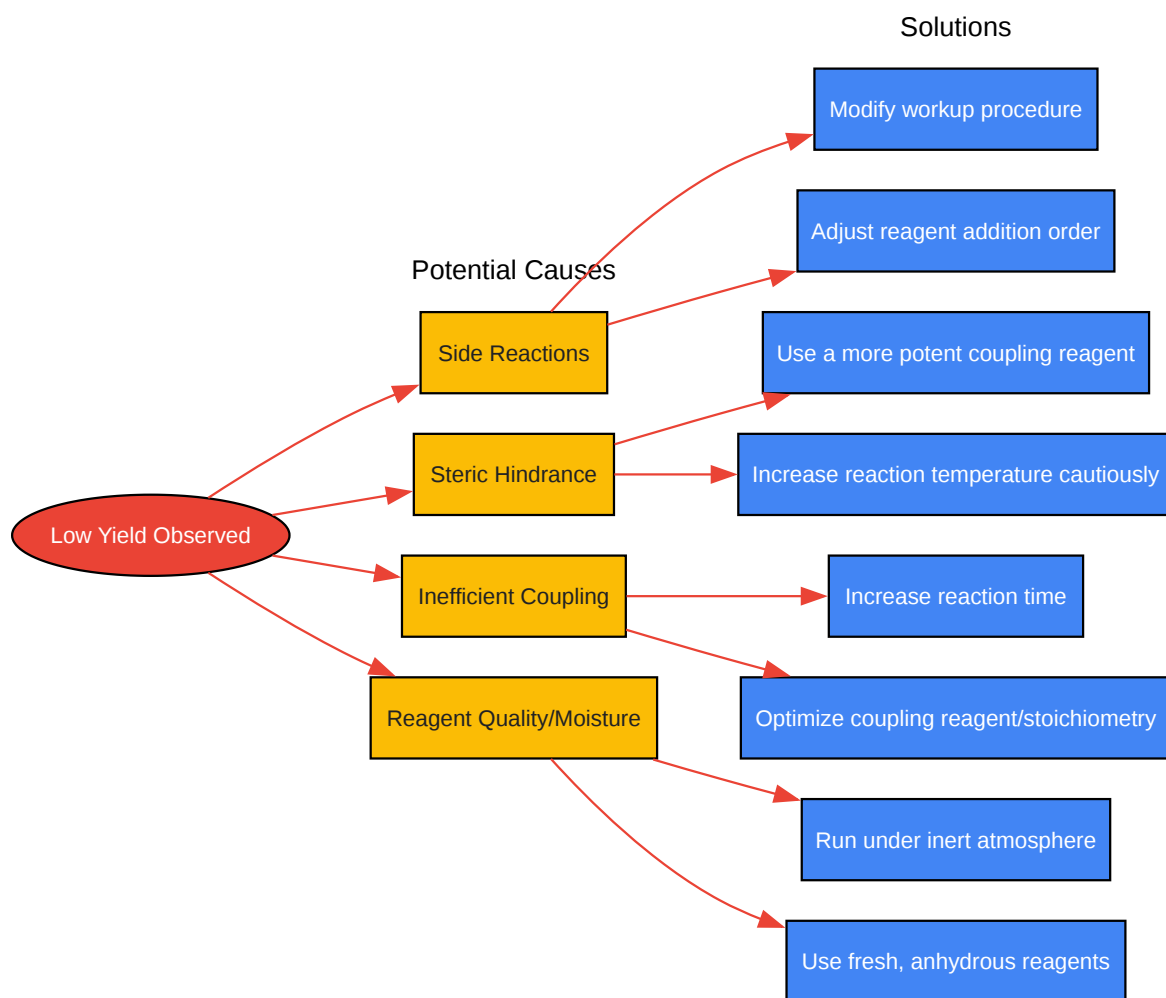 Solutions
Modify workup procedure
Adjust reagent addition order
Potential Causes
Side Reactions
Use a more potent coupling reagent
Steric Hindrance
Increase reaction temperature cautiously
Low Yield Observed
Inefficient Coupling
Increase reaction time
Reagent Quality/Moisture
Optimize coupling reagent/stoichiometry
Run under inert atmosphere
Use fresh, anhydrous reagents